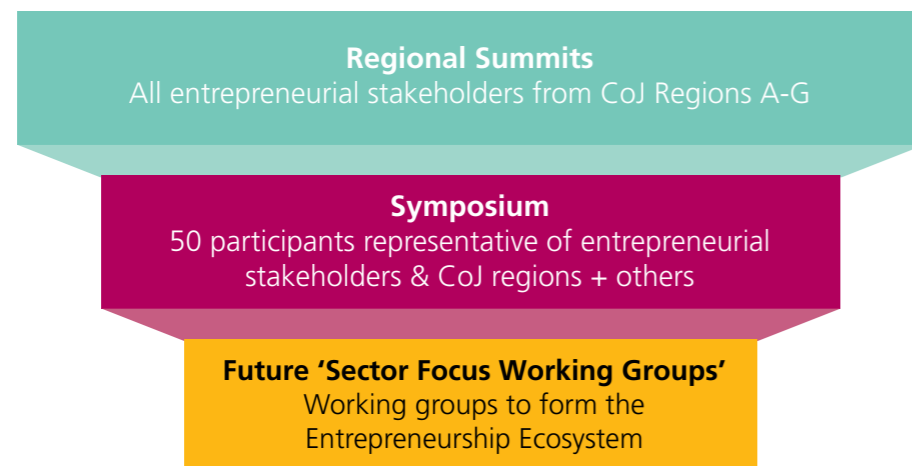 Regional Summits
All entrepreneurial stakeholders from CoJ Regions A-G
Symposium
50 participants representative of entrepreneurial
stakeholders & CoJ regions + others
Future ‘Sector Focus Working Groups’
Working groups to form the
Entrepreneurship Ecosystem